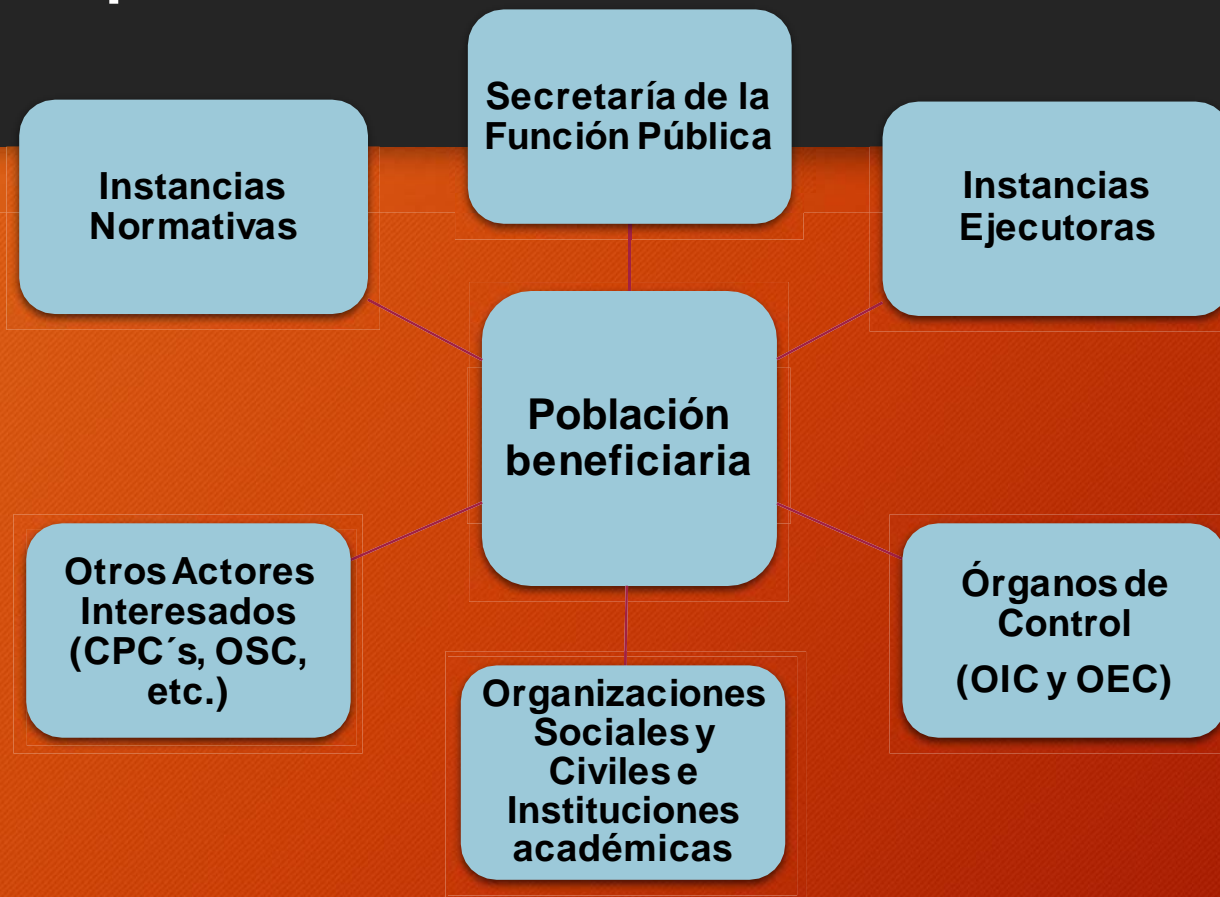 Secretaría de la
Función Pública
Instancias
Normativas
Instancias
Ejecutoras
Población
beneficiaria
Otros Actores
Interesados
(CPC´s, OSC,
etc.)
Órganos de
Control
(OIC y OEC)
Organizaciones
Sociales y
Civiles e
Instituciones
académicas